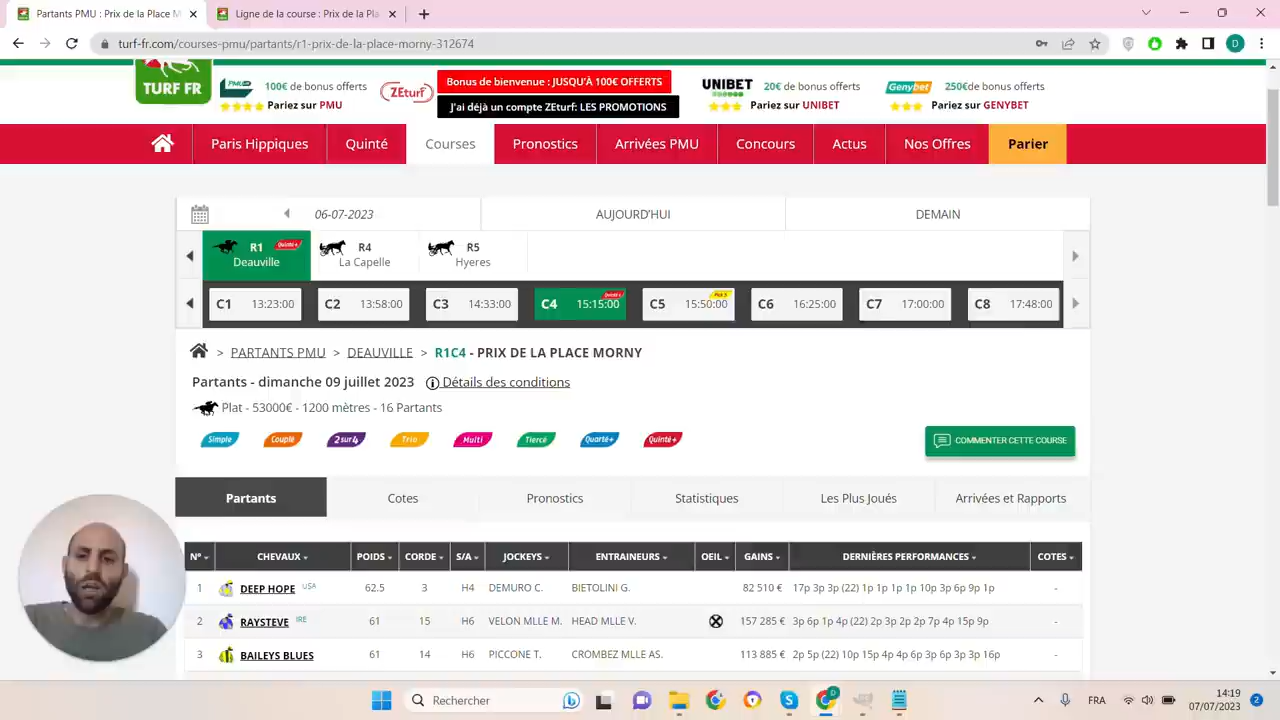 Partants PMU : Prix de la Place M
Ligne de la Course du Prix de la P
turf-fr.com/courses-pmu/partants/r1-prix-de-la-place-morny-312674
D
TURF FR
PMU
100€ de bonus offerts
Pariez sur PMU
ZEturf
Bonus de bienvenue : JUSQU'À 100€ OFFERTS
J'ai déjà un compte ZEturf: LES PROMOTIONS
UNIBET
20€ de bonus offerts
Pariez sur UNIBET
Genybet
250€de bonus offerts
Pariez sur GENYBET
Paris Hippiques Quinté Courses Pronostics Arrivées PMU Concours Actus Nos Offres Parier
06-07-2023 AUJOURD'HUI DEMAIN
R1 Quinté+ R4 R5
Deauville La Capelle Hyeres
C1 13:23:00 C2 13:58:00 C3 14:33:00 C4 15:15:00 Quinté+ C5 15:50:00 Pick 5 C6 16:25:00 C7 17:00:00 C8 17:48:00
> PARTANTS PMU > DEAUVILLE > R1C4 - PRIX DE LA PLACE MORNY
Partants - dimanche 09 juillet 2023 Détails des conditions
Plat - 53000€ - 1200 mètres - 16 Partants
Simple Couplé 2sur4 Trio Multi Tiercé Quarté+ Quinté+
COMMENTER CETTE COURSE
Partants Cotes Pronostics Statistiques Les Plus Joués Arrivées et Rapports
N° CHEVAUX POIDS CORDE S/A JOCKEYS ENTRAINEURS OEIL GAINS DERNIÈRES PERFORMANCES COTES
1 DEEP HOPE USA 62.5 3 H4 DEMURO C. BIETOLINI G. 82 510 € 17p 3p 3p (22) 1p 1p 1p 1p 10p 3p 6p 9p 1p -
2 RAYSTEVE IRE 61 15 H6 VELON MLLE M. HEAD MLLE V. 157 285 € 3p 6p 1p 4p (22) 2p 3p 2p 2p 7p 4p 15p 9p -
3 BAILEYS BLUES 61 14 H6 PICCONE T. CROMBEZ MLLE AS. 113 885 € 2p 5p (22) 10p 15p 4p 4p 6p 3p 6p 3p 3p 16p -
Rechercher
FRA
14:19
07/07/2023
2